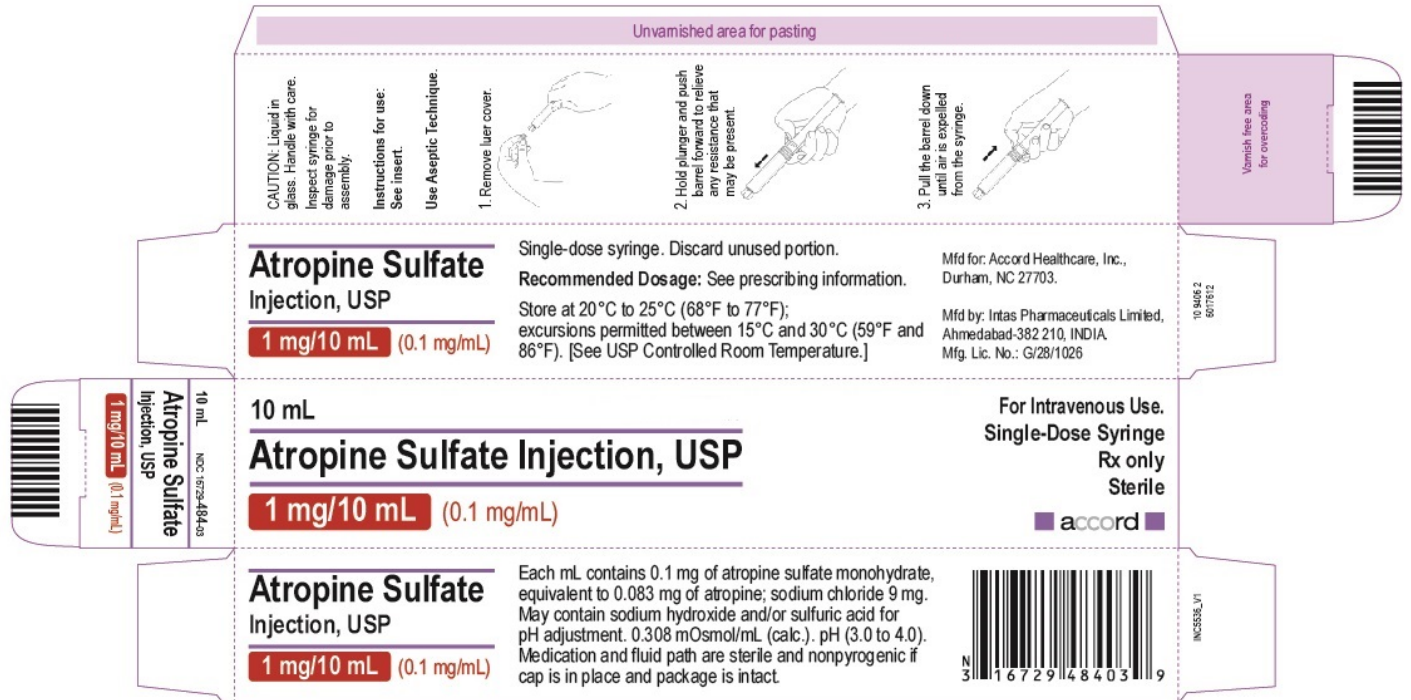 Unvarnished area for pasting
CAUTION: Liquid in
glass. Handle with care.
Inspect syringe for
damage prior to
assembly.
Instructions for use:
See insert.
Use Aseptic Technique.
1. Remove luer cover.
2. Hold plunger and push
barrel forward to relieve
any resistance that
may be present.
3. Pull the barrel down
until air is expelled
from the syringe.
Varnish free area
for overcoding
Atropine Sulfate
Injection, USP
1 mg/10 mL (0.1 mg/mL)
Single-dose syringe. Discard unused portion.
Recommended Dosage: See prescribing information.
Store at 20°C to 25°C (68°F to 77°F);
excursions permitted between 15°C and 30°C (59°F and
86°F). [See USP Controlled Room Temperature.]
Mfd for: Accord Healthcare, Inc.,
Durham, NC 27703.
Mfd by: Intas Pharmaceuticals Limited,
Ahmedabad-382 210, INDIA.
Mfg. Lic. No.: G/28/1026
10 9406 2
6017612
10 mL NDC 16729-484-03
Atropine Sulfate
Injection, USP
1 mg/10 mL (0.1 mg/mL)
10 mL
Atropine Sulfate Injection, USP
1 mg/10 mL (0.1 mg/mL)
For Intravenous Use.
Single-Dose Syringe
Rx only
Sterile
accord
Atropine Sulfate
Injection, USP
1 mg/10 mL (0.1 mg/mL)
Each mL contains 0.1 mg of atropine sulfate monohydrate,
equivalent to 0.083 mg of atropine; sodium chloride 9 mg.
May contain sodium hydroxide and/or sulfuric acid for
pH adjustment. 0.308 mOsmol/mL (calc.). pH (3.0 to 4.0).
Medication and fluid path are sterile and nonpyrogenic if
cap is in place and package is intact.
N
3 16729 48403 9
INC5536_V1